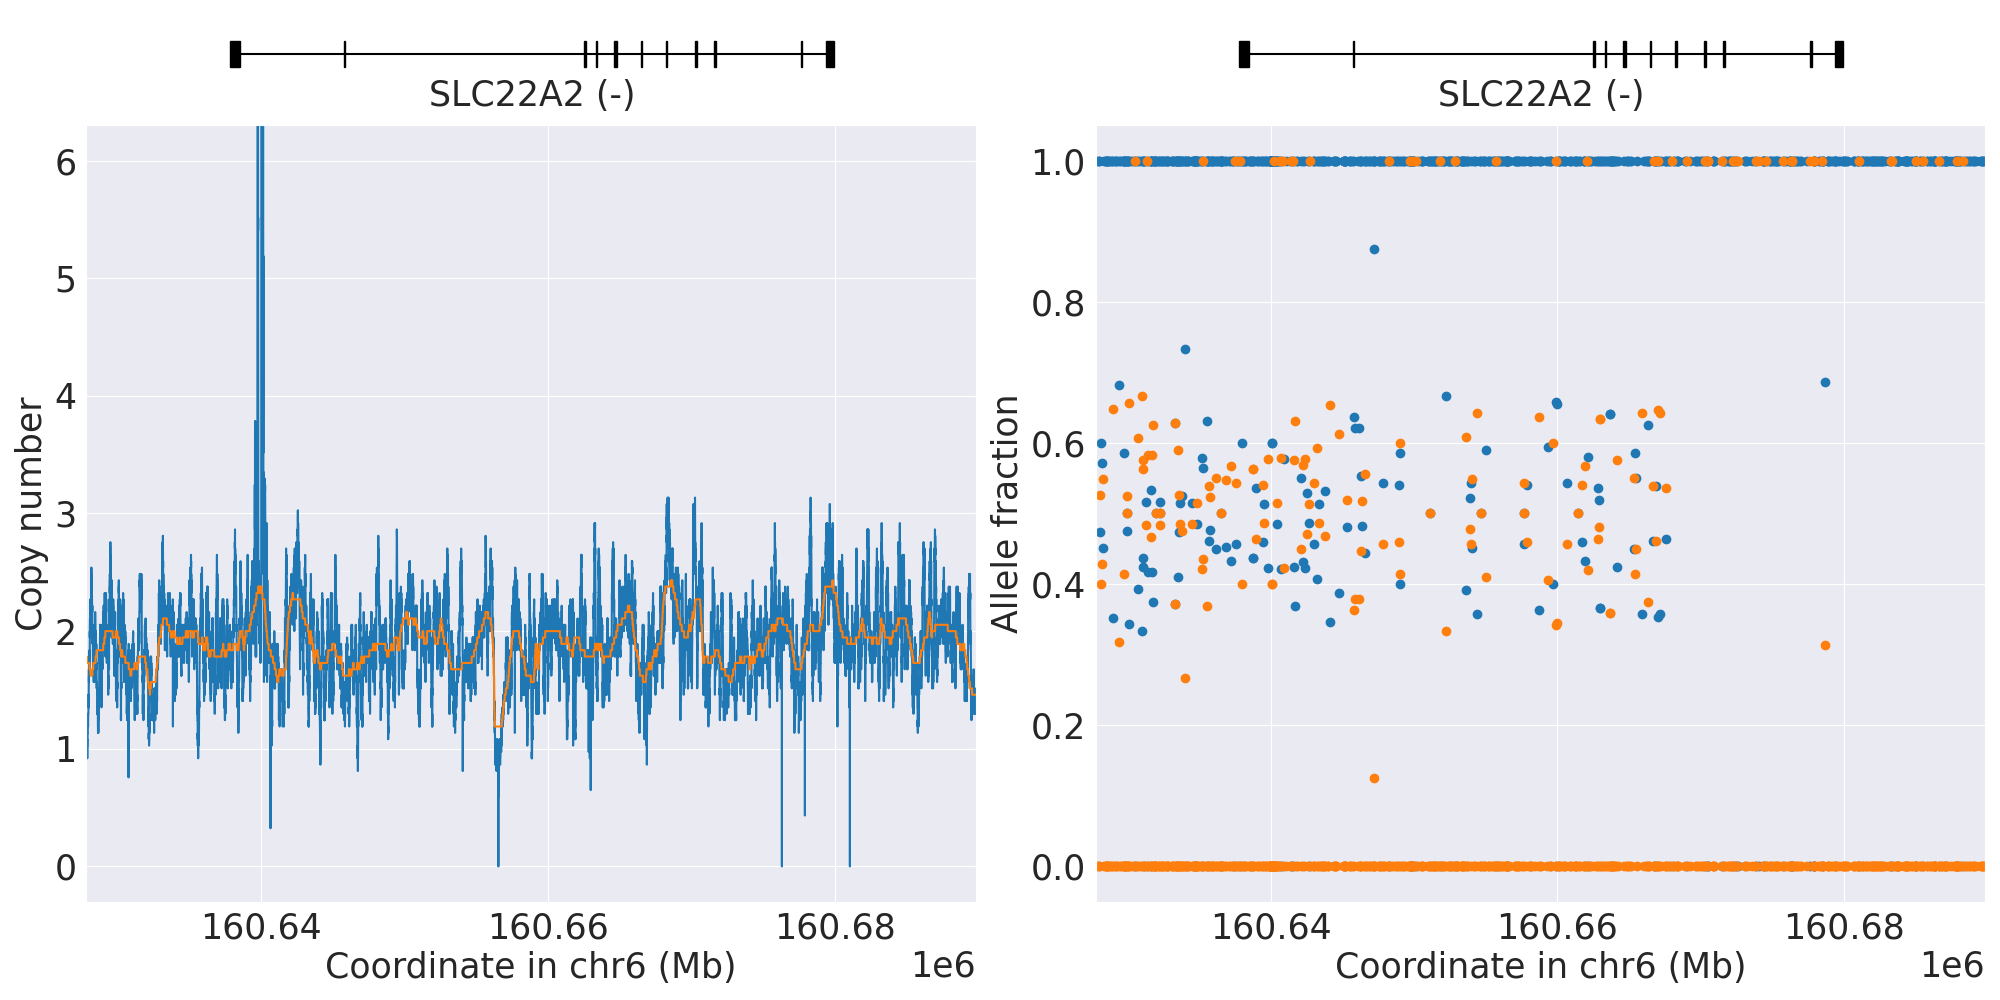 SLC22A2 (-)
6
5
4
3
2
1
0
Copy number
160.64
160.66
160.68
Coordinate in chr6 (Mb)
1e6
SLC22A2 (-)
1.0
0.8
0.6
0.4
0.2
0.0
Allele fraction
160.64
160.66
160.68
Coordinate in chr6 (Mb)
1e6